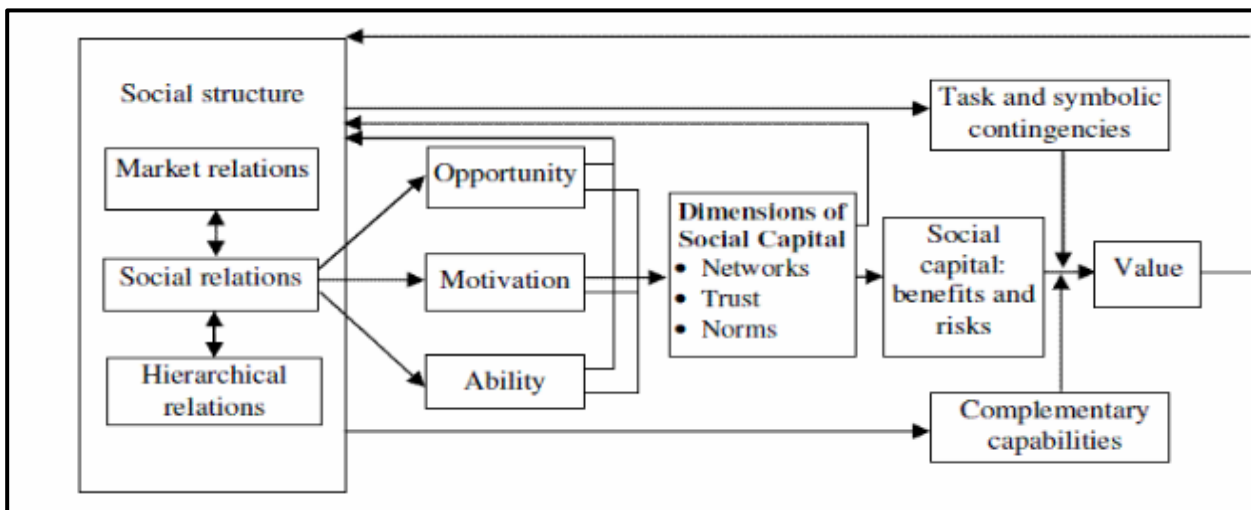 Social structure
Market relations
Social relations
Hierarchical
relations
Opportunity
Motivation
Ability
Dimensions of
Social Capital
• Networks
• Trust
• Norms
Social
capital:
benefits and
risks
Task and symbolic
contingencies
Value
Complementary
capabilities